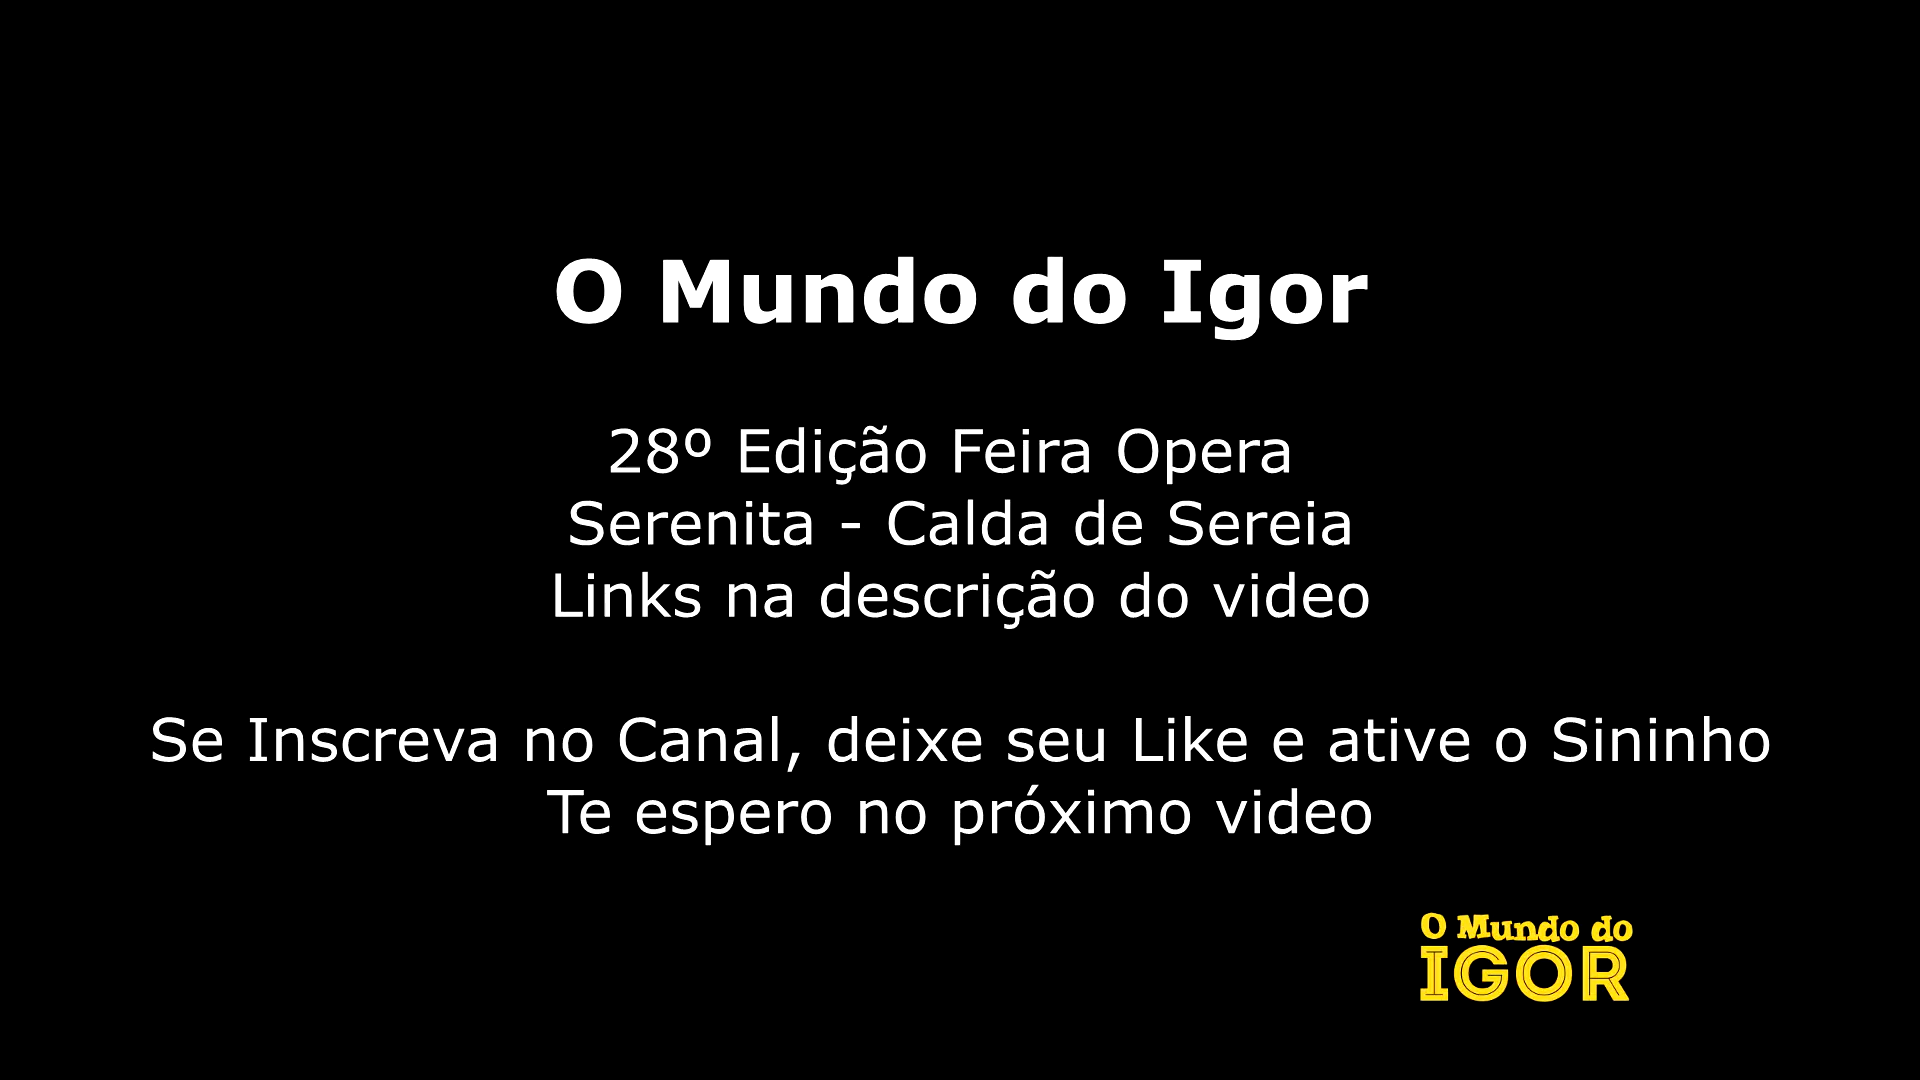 O Mundo do Igor
28º Edição Feira Opera
Serenita - Calda de Sereia
Links na descrição do video
Se Inscreva no Canal, deixe seu Like e ative o Sininho
Te espero no próximo video
O Mundo do
IGOR